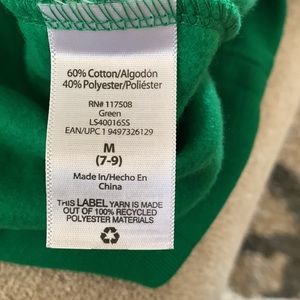 60% Cotton/Algodón
40% Polyester/Poliéster
RN# 117508
Green
LS40016SS
EAN/UPC 1 9497326129
M
(7-9)
Made In/Hecho En
China
THIS LABEL YARN IS MADE
OUT OF 100% RECYCLED
POLYESTER MATERIALS